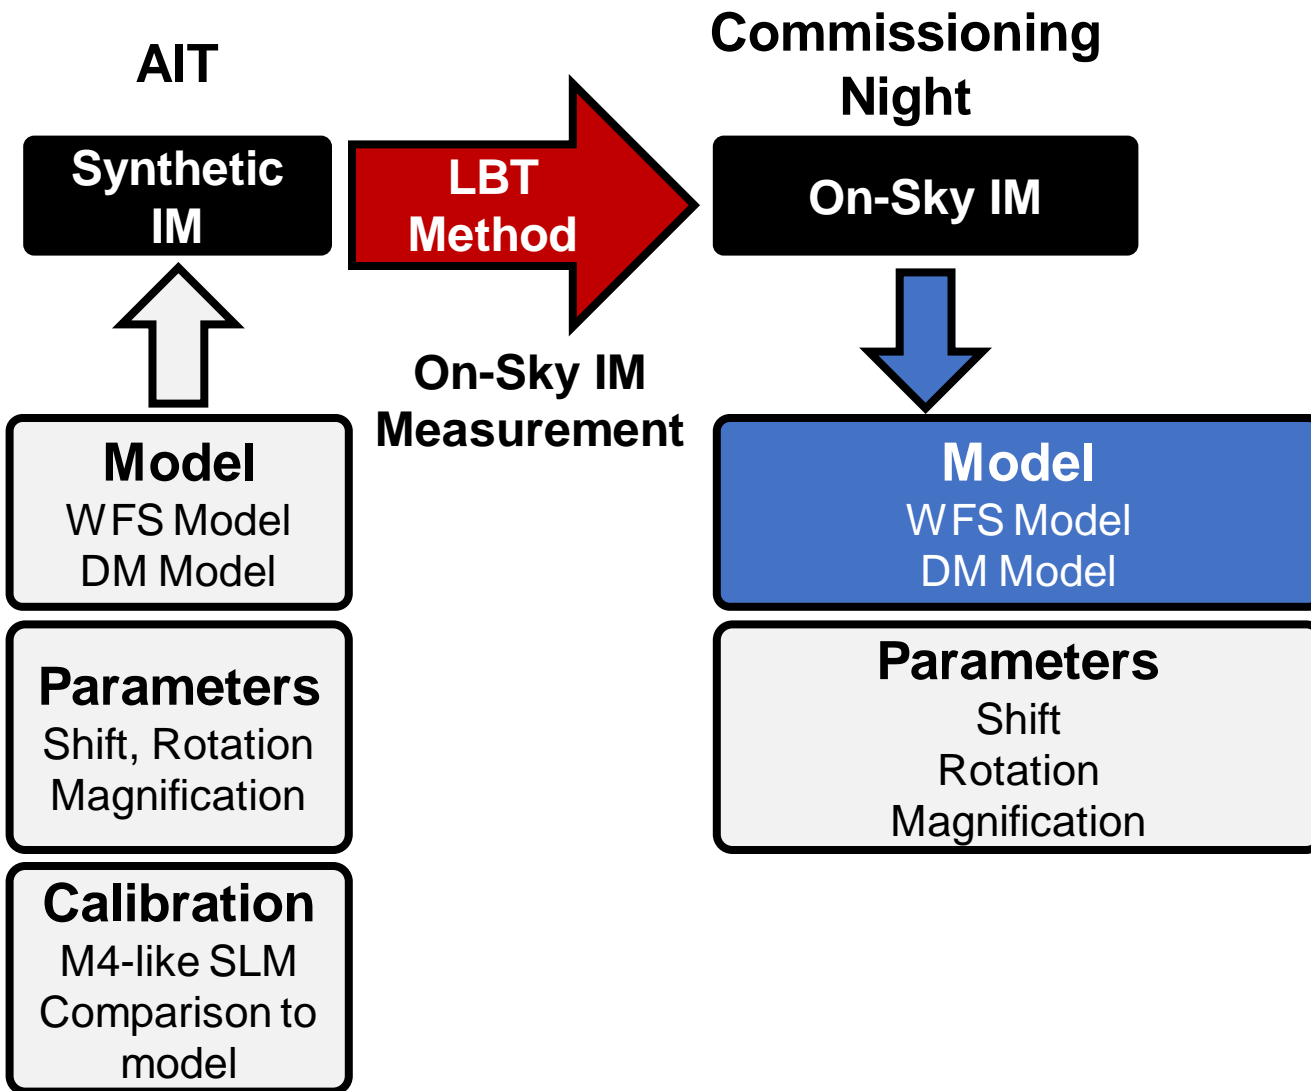 AIT
Synthetic
IM
LBT
Method
On-Sky IM
Measurement
Commissioning
Night
On-Sky IM
Model
WFS Model
DM Model
Parameters
Shift, Rotation
Magnification
Calibration
M4-like SLM
Comparison to
model
Model
WFS Model
DM Model
Parameters
Shift
Rotation
Magnification